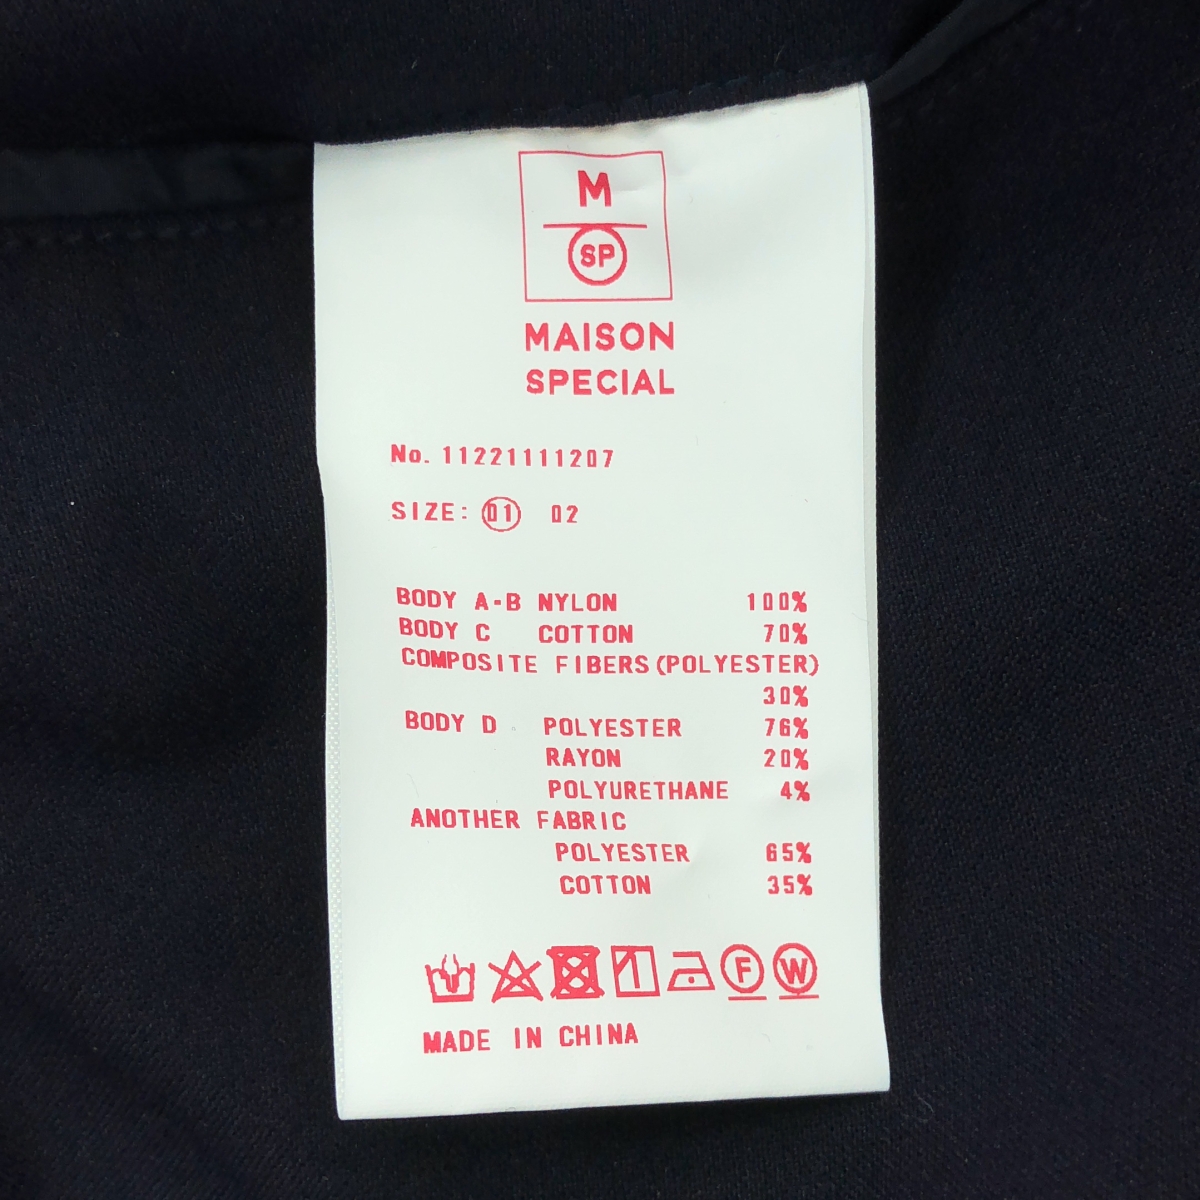 M
SP
MAISON
SPECIAL
No. 11221111207
SIZE: 01 02
BODY A-B NYLON 100%
BODY C COTTON 70%
COMPOSITE FIBERS(POLYESTER)
30%
BODY D POLYESTER 76%
RAYON 20%
POLYURETHANE 4%
ANOTHER FABRIC
POLYESTER 65%
COTTON 35%
F W
MADE IN CHINA